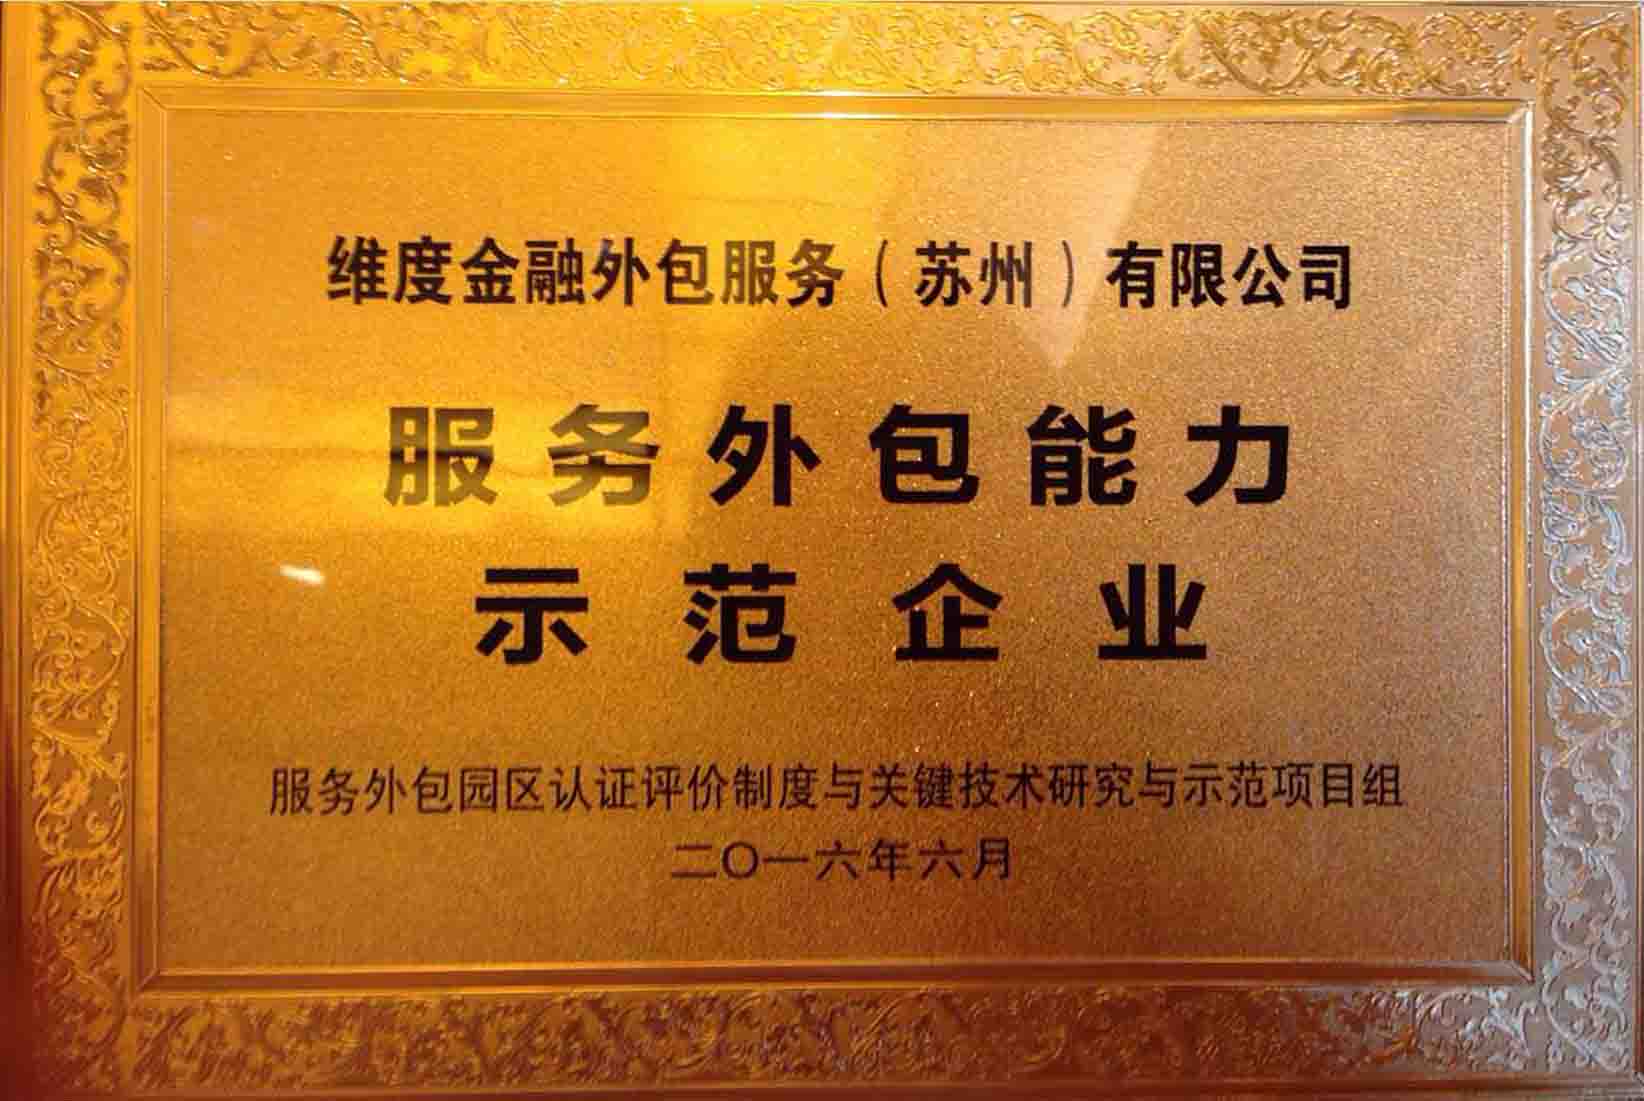 维度金融外包服务（苏州）有限公司
服务外包能力
示范企业
服务外包园区认证评价制度与关键技术研究与示范项目组
二〇一六年六月